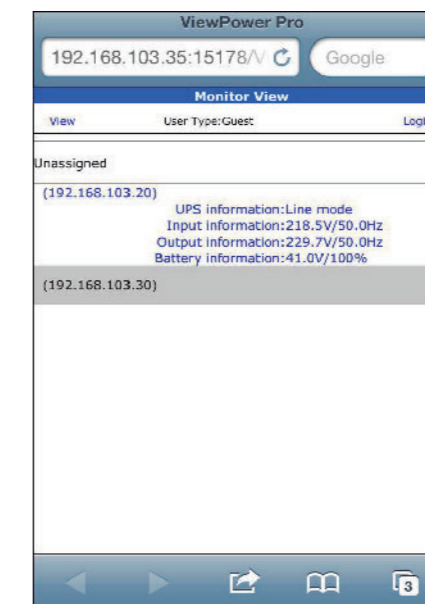 ViewPower Pro
192.168.103.35:15178/V Google
Monitor View
View User Type:Guest Logi
Unassigned
(192.168.103.20)
UPS information:Line mode
Input information:218.5V/50.0Hz
Output information:229.7V/50.0Hz
Battery information:41.0V/100%
(192.168.103.30)
3